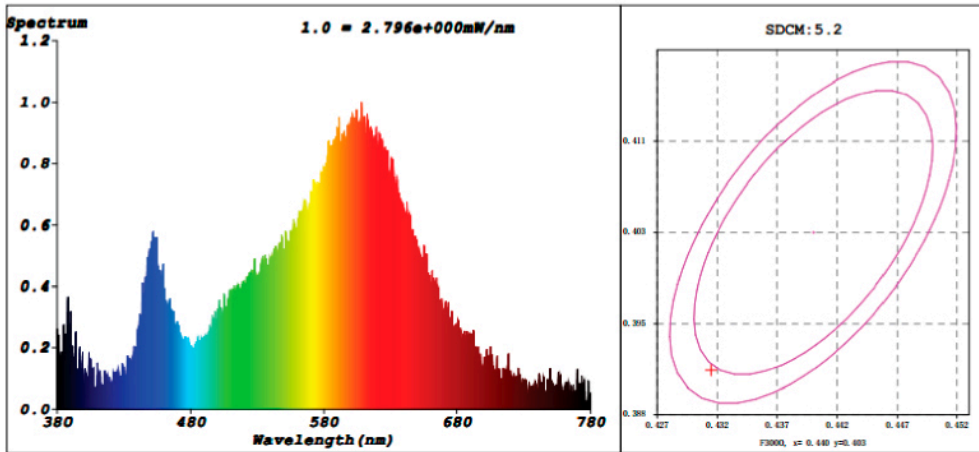 Spectrum
1.0 = 2.796e+000mW/nm
1.2
1.0
0.8
0.6
0.4
0.2
0.0
380 480 580 680 780
Wavelength(nm)
SDCM:5.2
0.411
0.403
0.395
0.388
0.427 0.432 0.437 0.442 0.447 0.452
F3000, x= 0.440 y=0.403